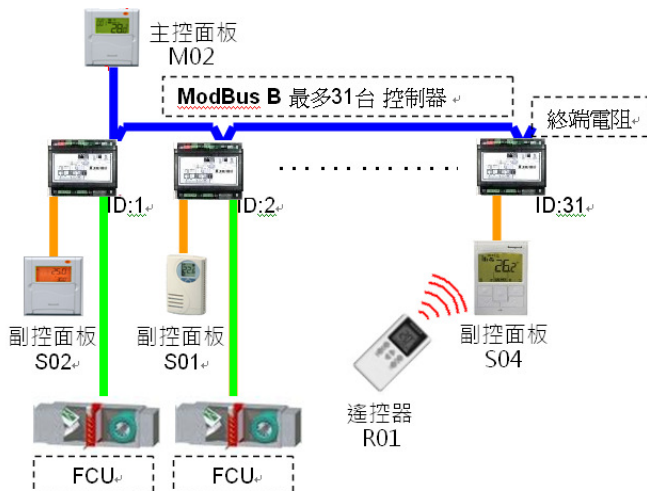 主控面板
M02
ModBus B 最多31台 控制器
終端電阻
ID:1
ID:2
ID:31
副控面板
S02
副控面板
S01
副控面板
S04
遙控器
R01
FCU
FCU